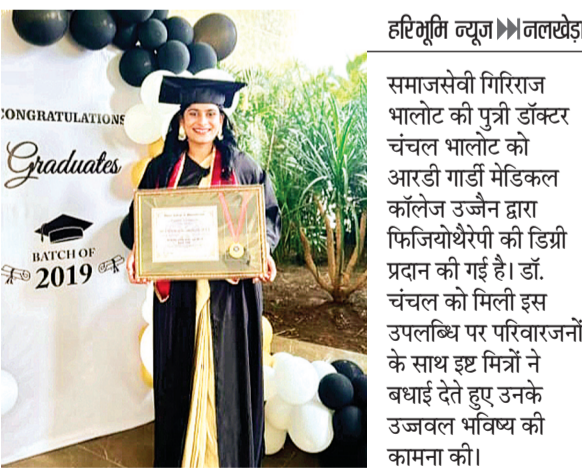 CONGRATULATIONS
Graduates
BATCH OF
2019
हरिभूमि न्यूज नलखेड़ा
समाजसेवी गिरिराज
भालोट की पुत्री डॉक्टर
चंचल भालोट को
आरडी गार्डी मेडिकल
कॉलेज उज्जैन द्वारा
फिजियोथैरेपी की डिग्री
प्रदान की गई है। डॉ.
चंचल को मिली इस
उपलब्धि पर परिवारजनों
के साथ इष्ट मित्रों ने
बधाई देते हुए उनके
उज्जवल भविष्य की
कामना की।